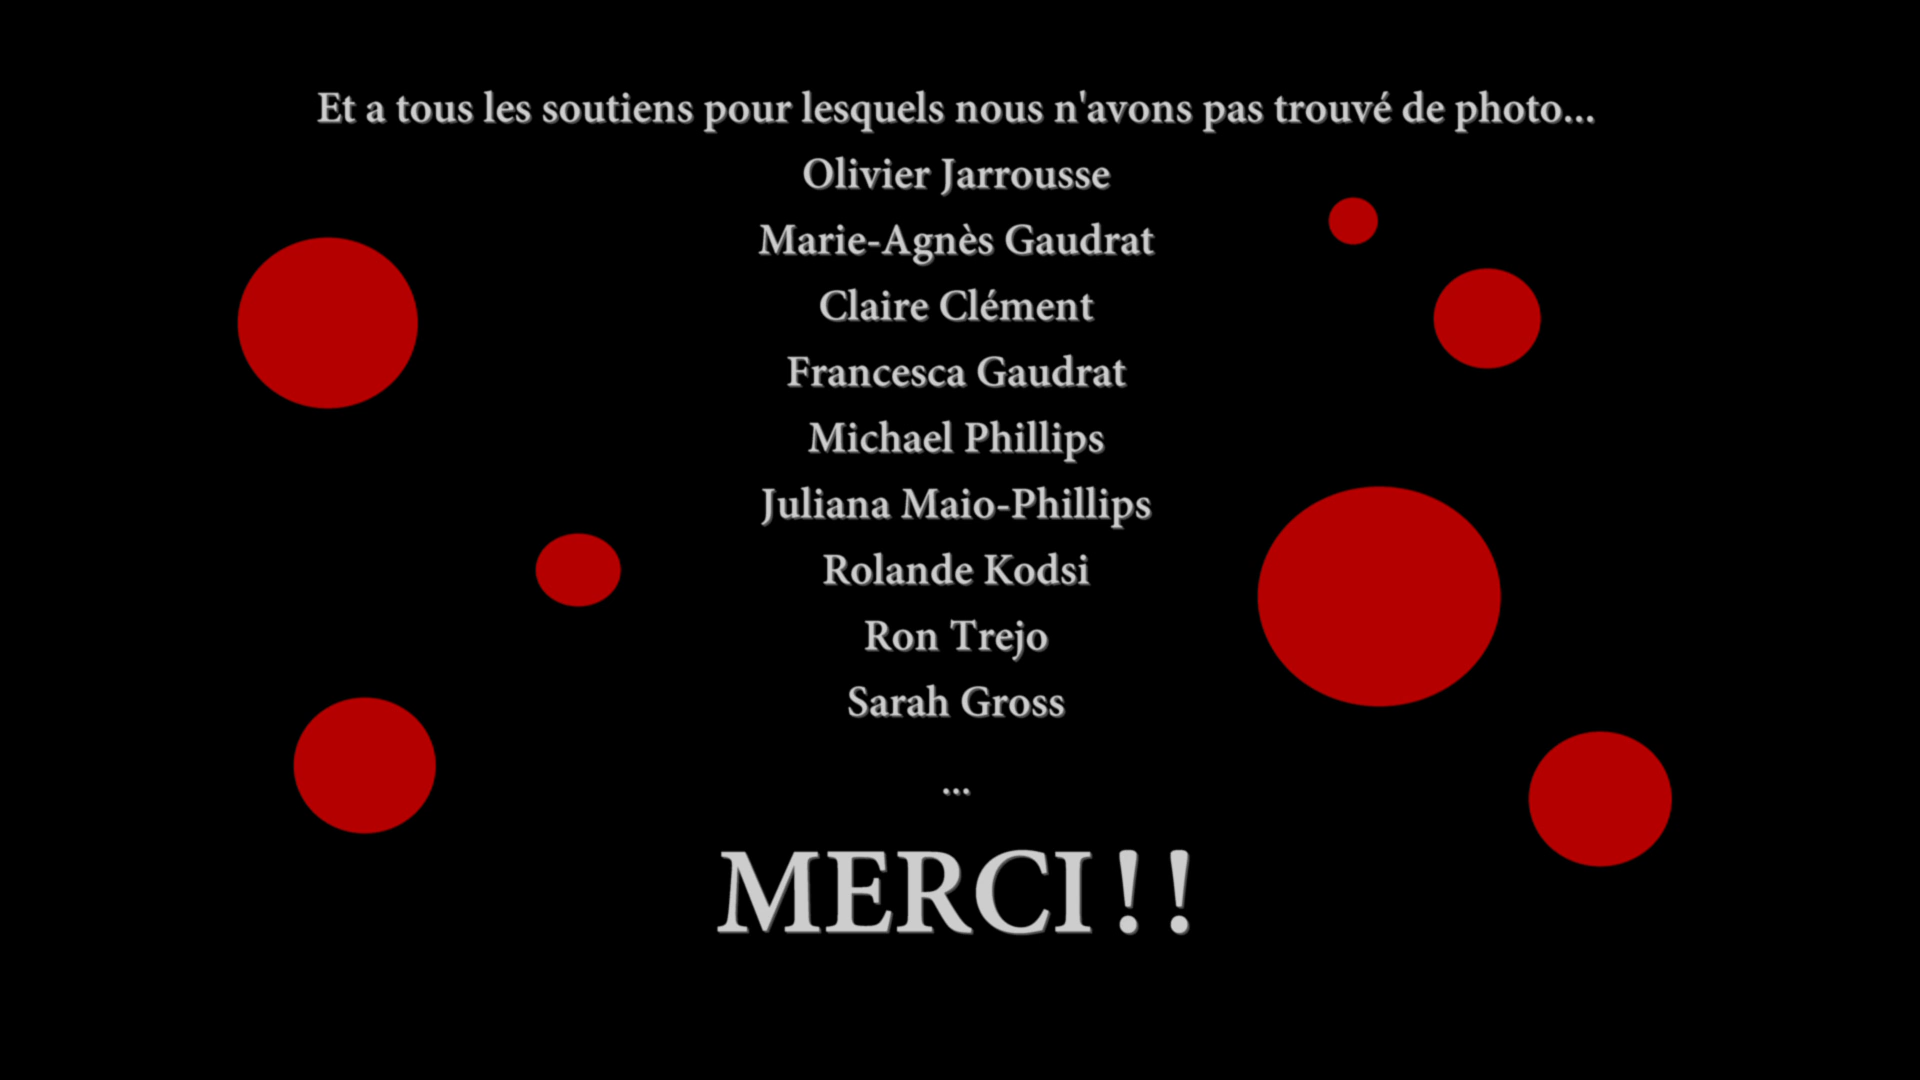 Et a tous les soutiens pour lesquels nous n'avons pas trouvé de photo...
Olivier Jarrousse
Marie-Agnès Gaudrat
Claire Clément
Francesca Gaudrat
Michael Phillips
Juliana Maio-Phillips
Rolande Kodsi
Ron Trejo
Sarah Gross
...
MERCI !!